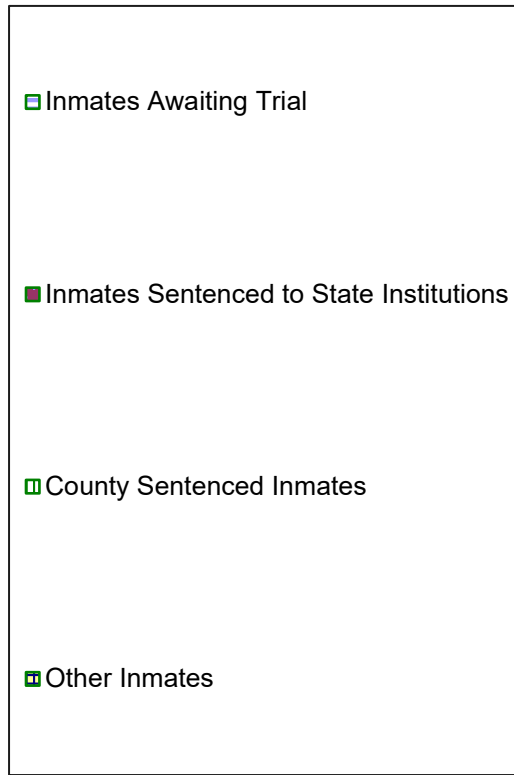 Inmates Awaiting Trial
Inmates Sentenced to State Institutions
County Sentenced Inmates
Other Inmates